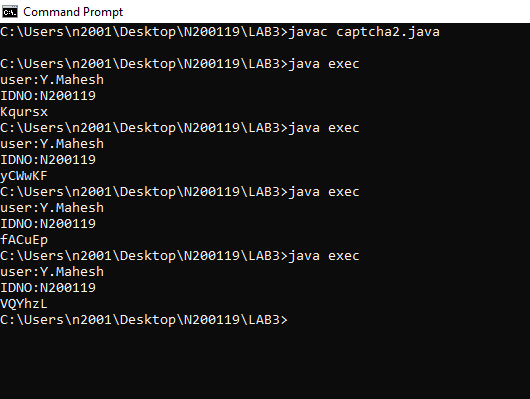 Command Prompt
C:\Users\n2001\Desktop\N200119\LAB3>javac captcha2.java
C:\Users\n2001\Desktop\N200119\LAB3>java exec
user:Y.Mahesh
IDNO:N200119
Kqursx
C:\Users\n2001\Desktop\N200119\LAB3>java exec
user:Y.Mahesh
IDNO:N200119
yCWwKF
C:\Users\n2001\Desktop\N200119\LAB3>java exec
user:Y.Mahesh
IDNO:N200119
fACuEp
C:\Users\n2001\Desktop\N200119\LAB3>java exec
user:Y.Mahesh
IDNO:N200119
VQYhzL
C:\Users\n2001\Desktop\N200119\LAB3>